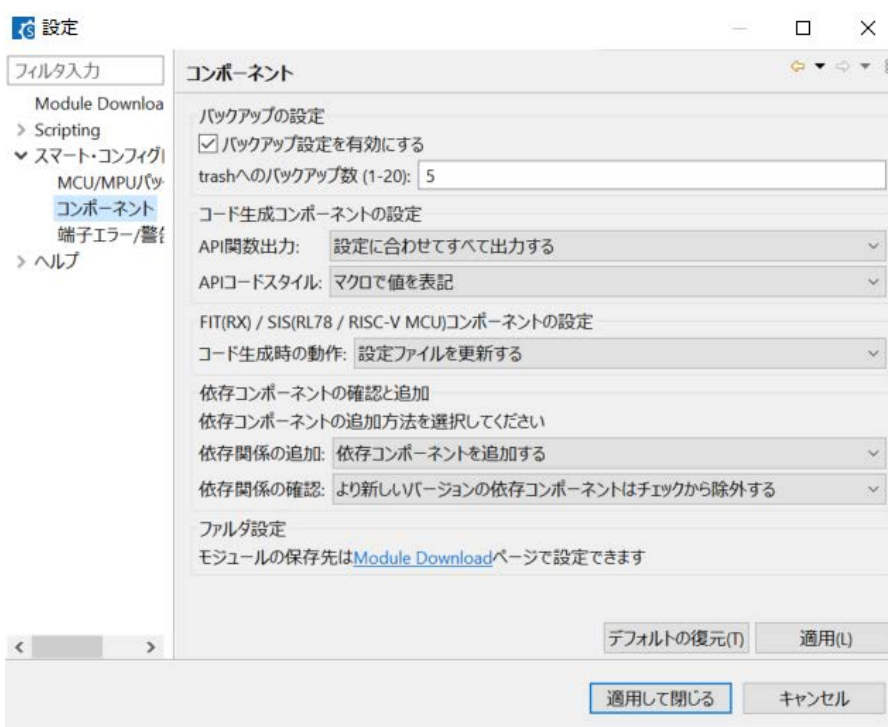 設定
フィルタ入力
Module Downloa
Scripting
スマート・コンフィグ
MCU/MPUパッ
コンポーネント
端子エラー/警告
ヘルプ
コンポーネント
バックアップの設定
バックアップ設定を有効にする
trashへのバックアップ数 (1-20): 5
コード生成コンポーネントの設定
API関数出力: 設定に合わせてすべて出力する
APIコードスタイル: マクロで値を表記
FIT(RX) / SIS(RL78 / RISC-V MCU)コンポーネントの設定
コード生成時の動作: 設定ファイルを更新する
依存コンポーネントの確認と追加
依存コンポーネントの追加方法を選択してください
依存関係の追加: 依存コンポーネントを追加する
依存関係の確認: より新しいバージョンの依存コンポーネントはチェックから除外する
フォルダ設定
モジュールの保存先はModule Downloadページで設定できます
デフォルトの復元(T) 適用(L)
適用して閉じる キャンセル